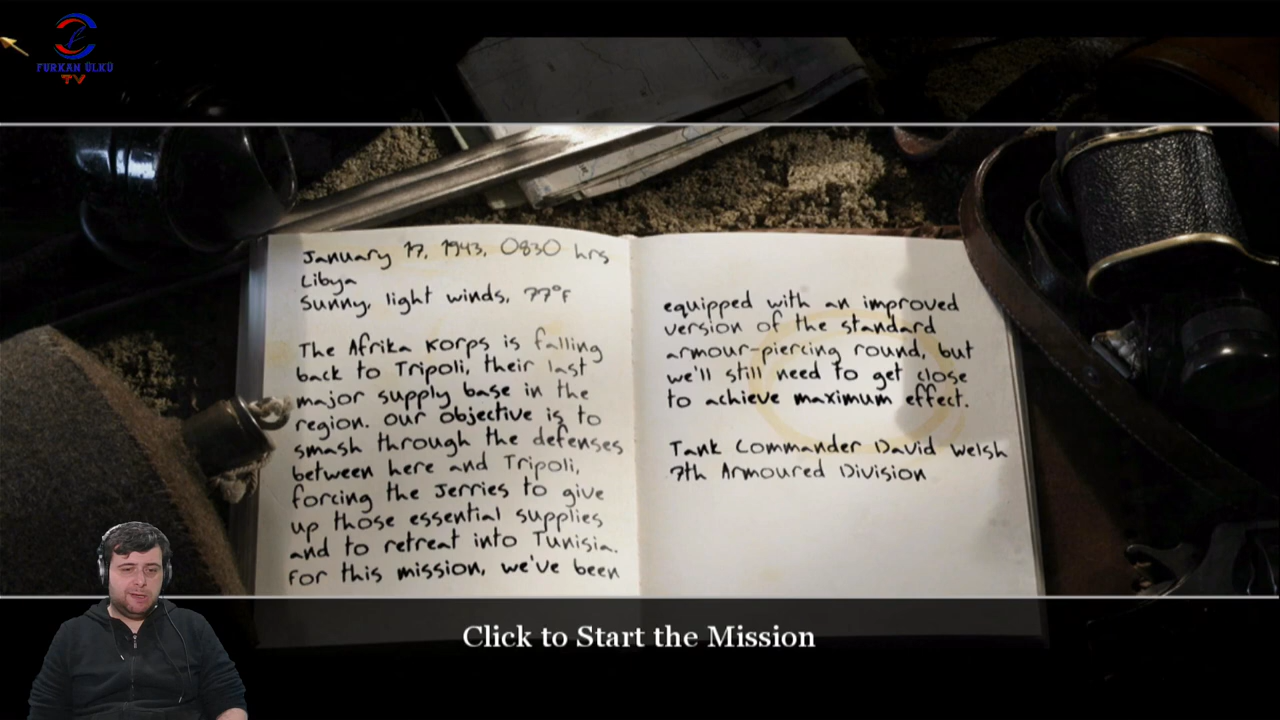 FURKAN ÜLKÜ
TV
January 17, 1943, 0830 hrs
Libya
Sunny, light winds, 77°F
The Afrika Korps is falling
back to Tripoli, their last
major supply base in the
region. Our objective is to
smash through the defenses
between here and Tripoli,
forcing the Jerries to give
up those essential supplies
and to retreat into Tunisia.
For this mission, we've been
equipped with an improved
version of the standard
armour-piercing round, but
we'll still need to get close
to achieve maximum effect.
Tank Commander David Welsh
7th Armoured Division
Click to Start the Mission